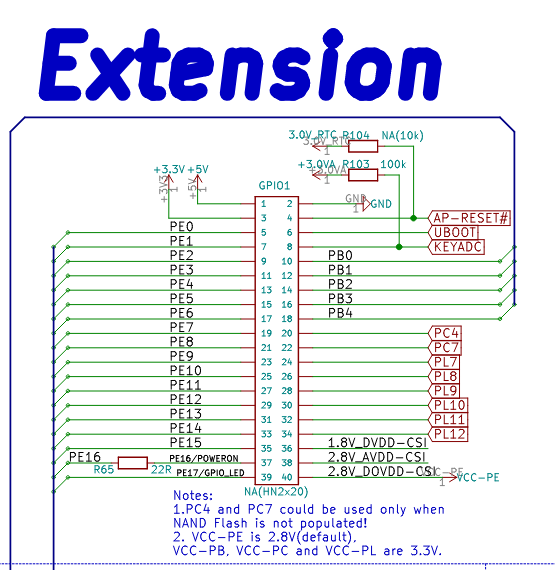 Extension
3.0V_RTC R104 NA(10k)
3.0V_RTC
1
+3.0VA R103 100k
+3.0VA
1
+3.3V +5V
+3V3 1 +5V 1
GPIO1
GND
1 GND
1 2
3 4 AP-RESET#
PE0 5 6 UBOOT
PE1 7 8 KEYADC
PE2 9 10 PB0
PE3 11 12 PB1
PE4 13 14 PB2
PE5 15 16 PB3
PE6 17 18 PB4
PE7 19 20 PC4
PE8 21 22 PC7
PE9 23 24 PL7
PE10 25 26 PL8
PE11 27 28 PL9
PE12 29 30 PL10
PE13 31 32 PL11
PE14 33 34 PL12
PE15 35 36 1.8V_DVDD-CSI
PE16 PE16/POWERON 37 38 2.8V_AVDD-CSI
R65 22R PE17/GPIO_LED 39 40 2.8V_DOVDD-CSI VCC-PE
1 VCC-PE
NA(HN2x20)
Notes:
1.PC4 and PC7 could be used only when
NAND Flash is not populated!
2. VCC-PE is 2.8V(default),
VCC-PB, VCC-PC and VCC-PL are 3.3V.